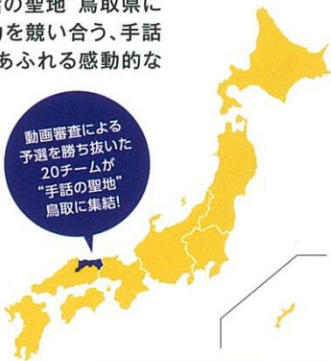 の聖地"鳥取県に
を競い合う、手話
あふれる感動的な
動画審査による
予選を勝ち抜いた
20チームが
"手話の聖地"
鳥取に集結!